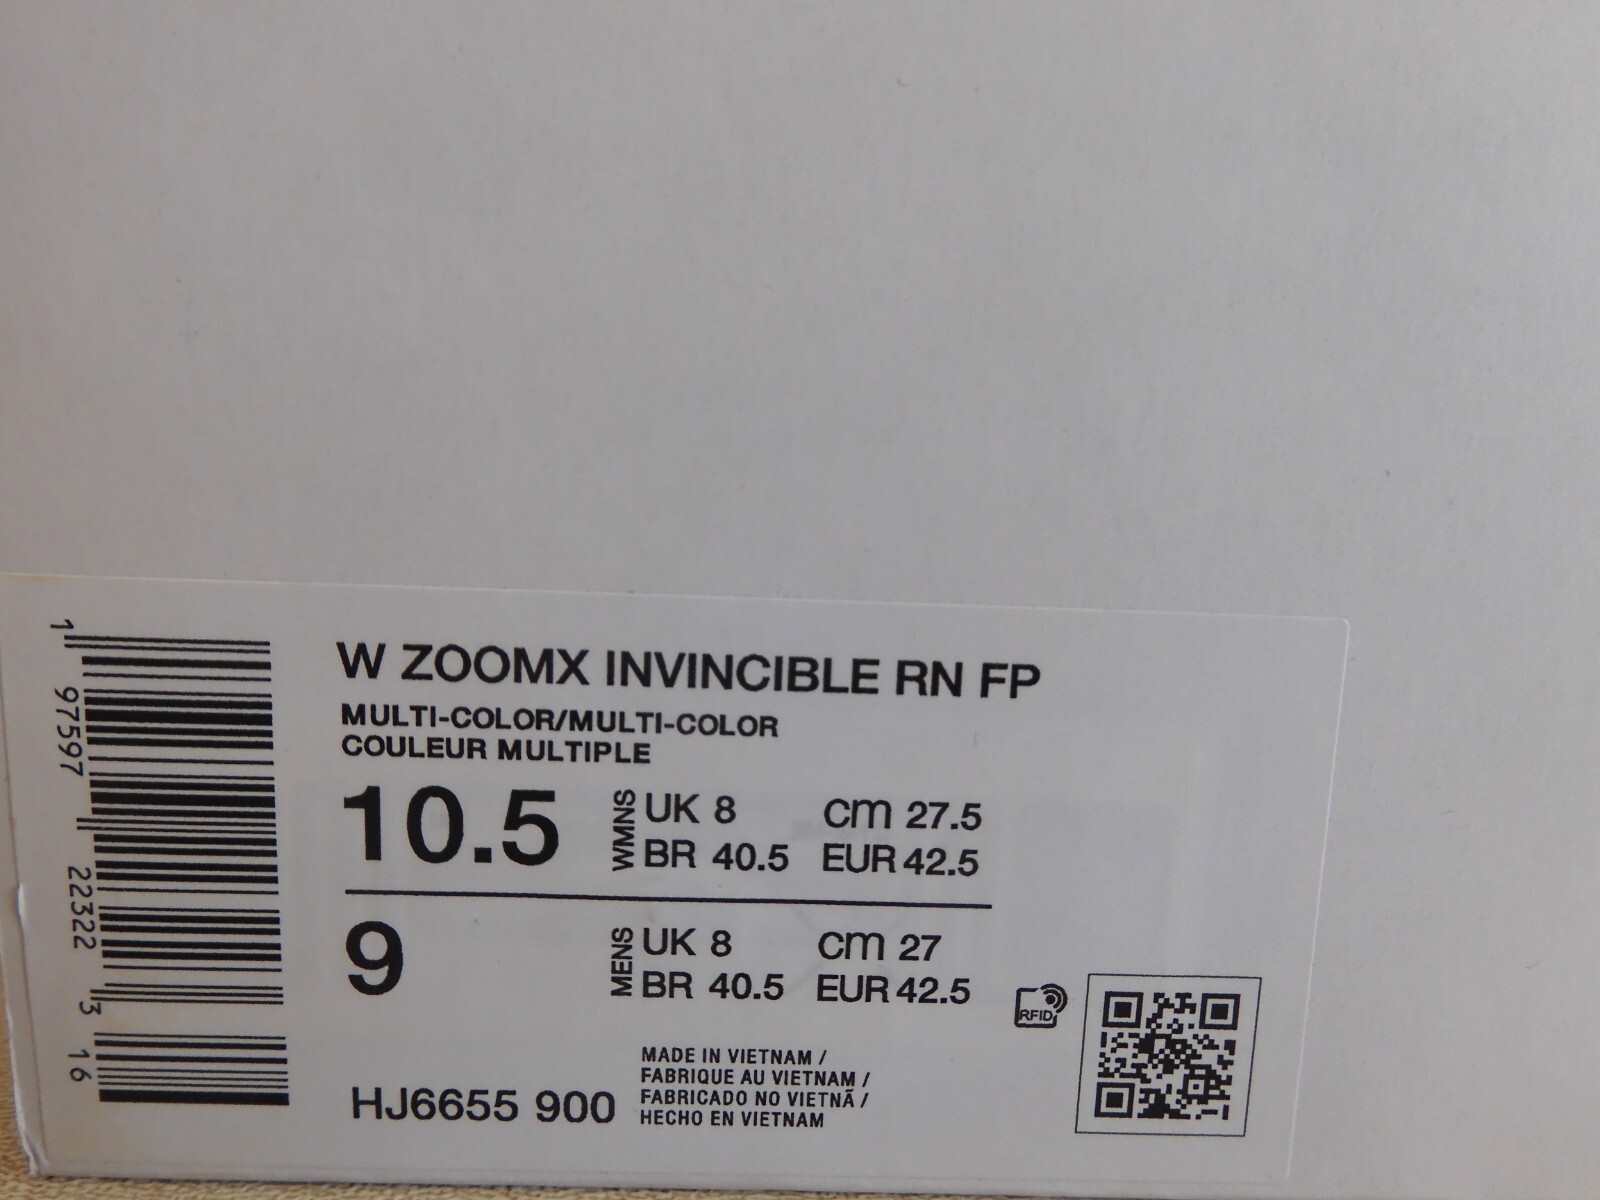 W ZOOMX INVINCIBLE RN FP
MULTI-COLOR/MULTI-COLOR
COULEUR MULTIPLE
10.5 WMNS UK 8 CM 27.5
BR 40.5 EUR 42.5
9 MENS UK 8 CM 27
BR 40.5 EUR 42.5
RFID
HJ6655 900
MADE IN VIETNAM /
FABRIQUE AU VIETNAM /
FABRICADO NO VIETNÃ /
HECHO EN VIETNAM
1 97597 22322 3 16